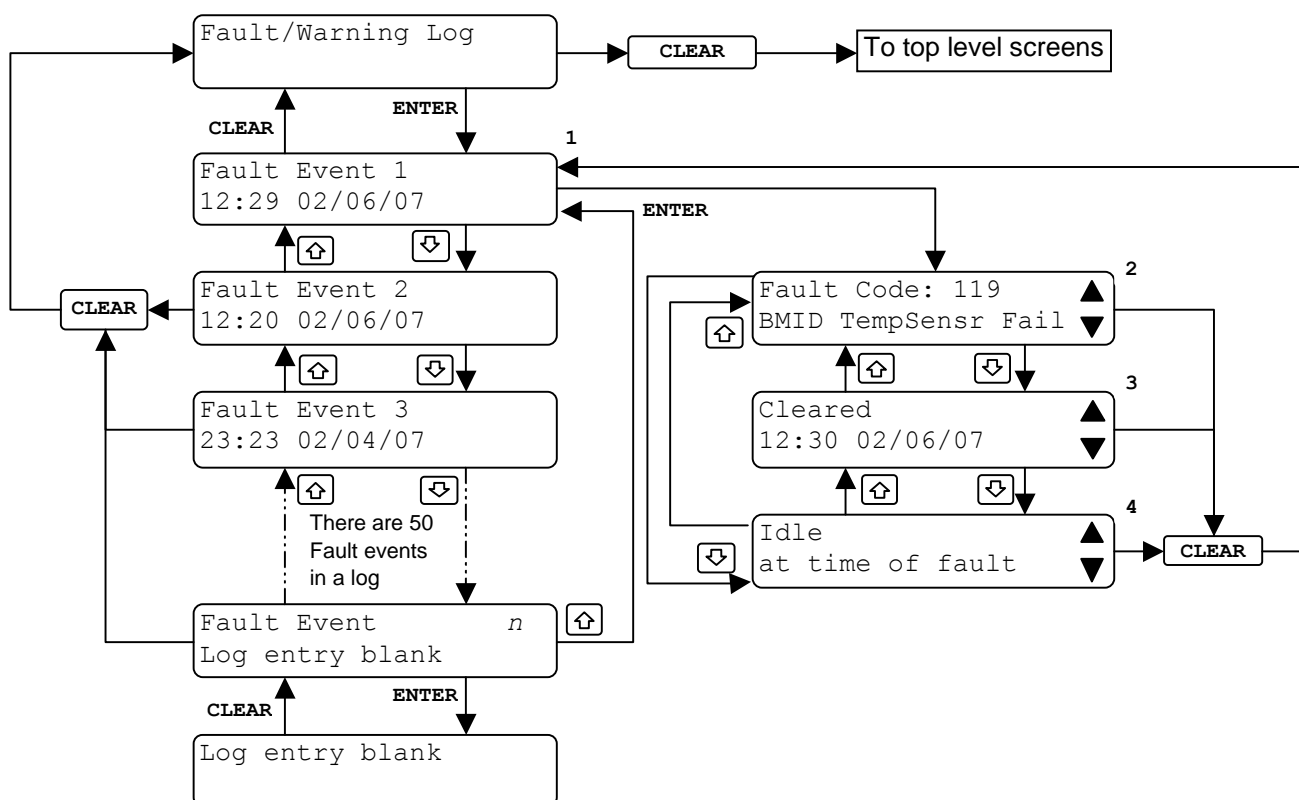 Fault/Warning Log
CLEAR
To top level screens
CLEAR
ENTER
1
Fault Event 1
12:29 02/06/07
ENTER
Fault Event 2
12:20 02/06/07
CLEAR
2
Fault Code: 119
BMID TempSensr Fail
Fault Event 3
23:23 02/04/07
3
Cleared
12:30 02/06/07
There are 50
Fault events
in a log
4
Idle
at time of fault
CLEAR
Fault Event n
Log entry blank
CLEAR
ENTER
Log entry blank